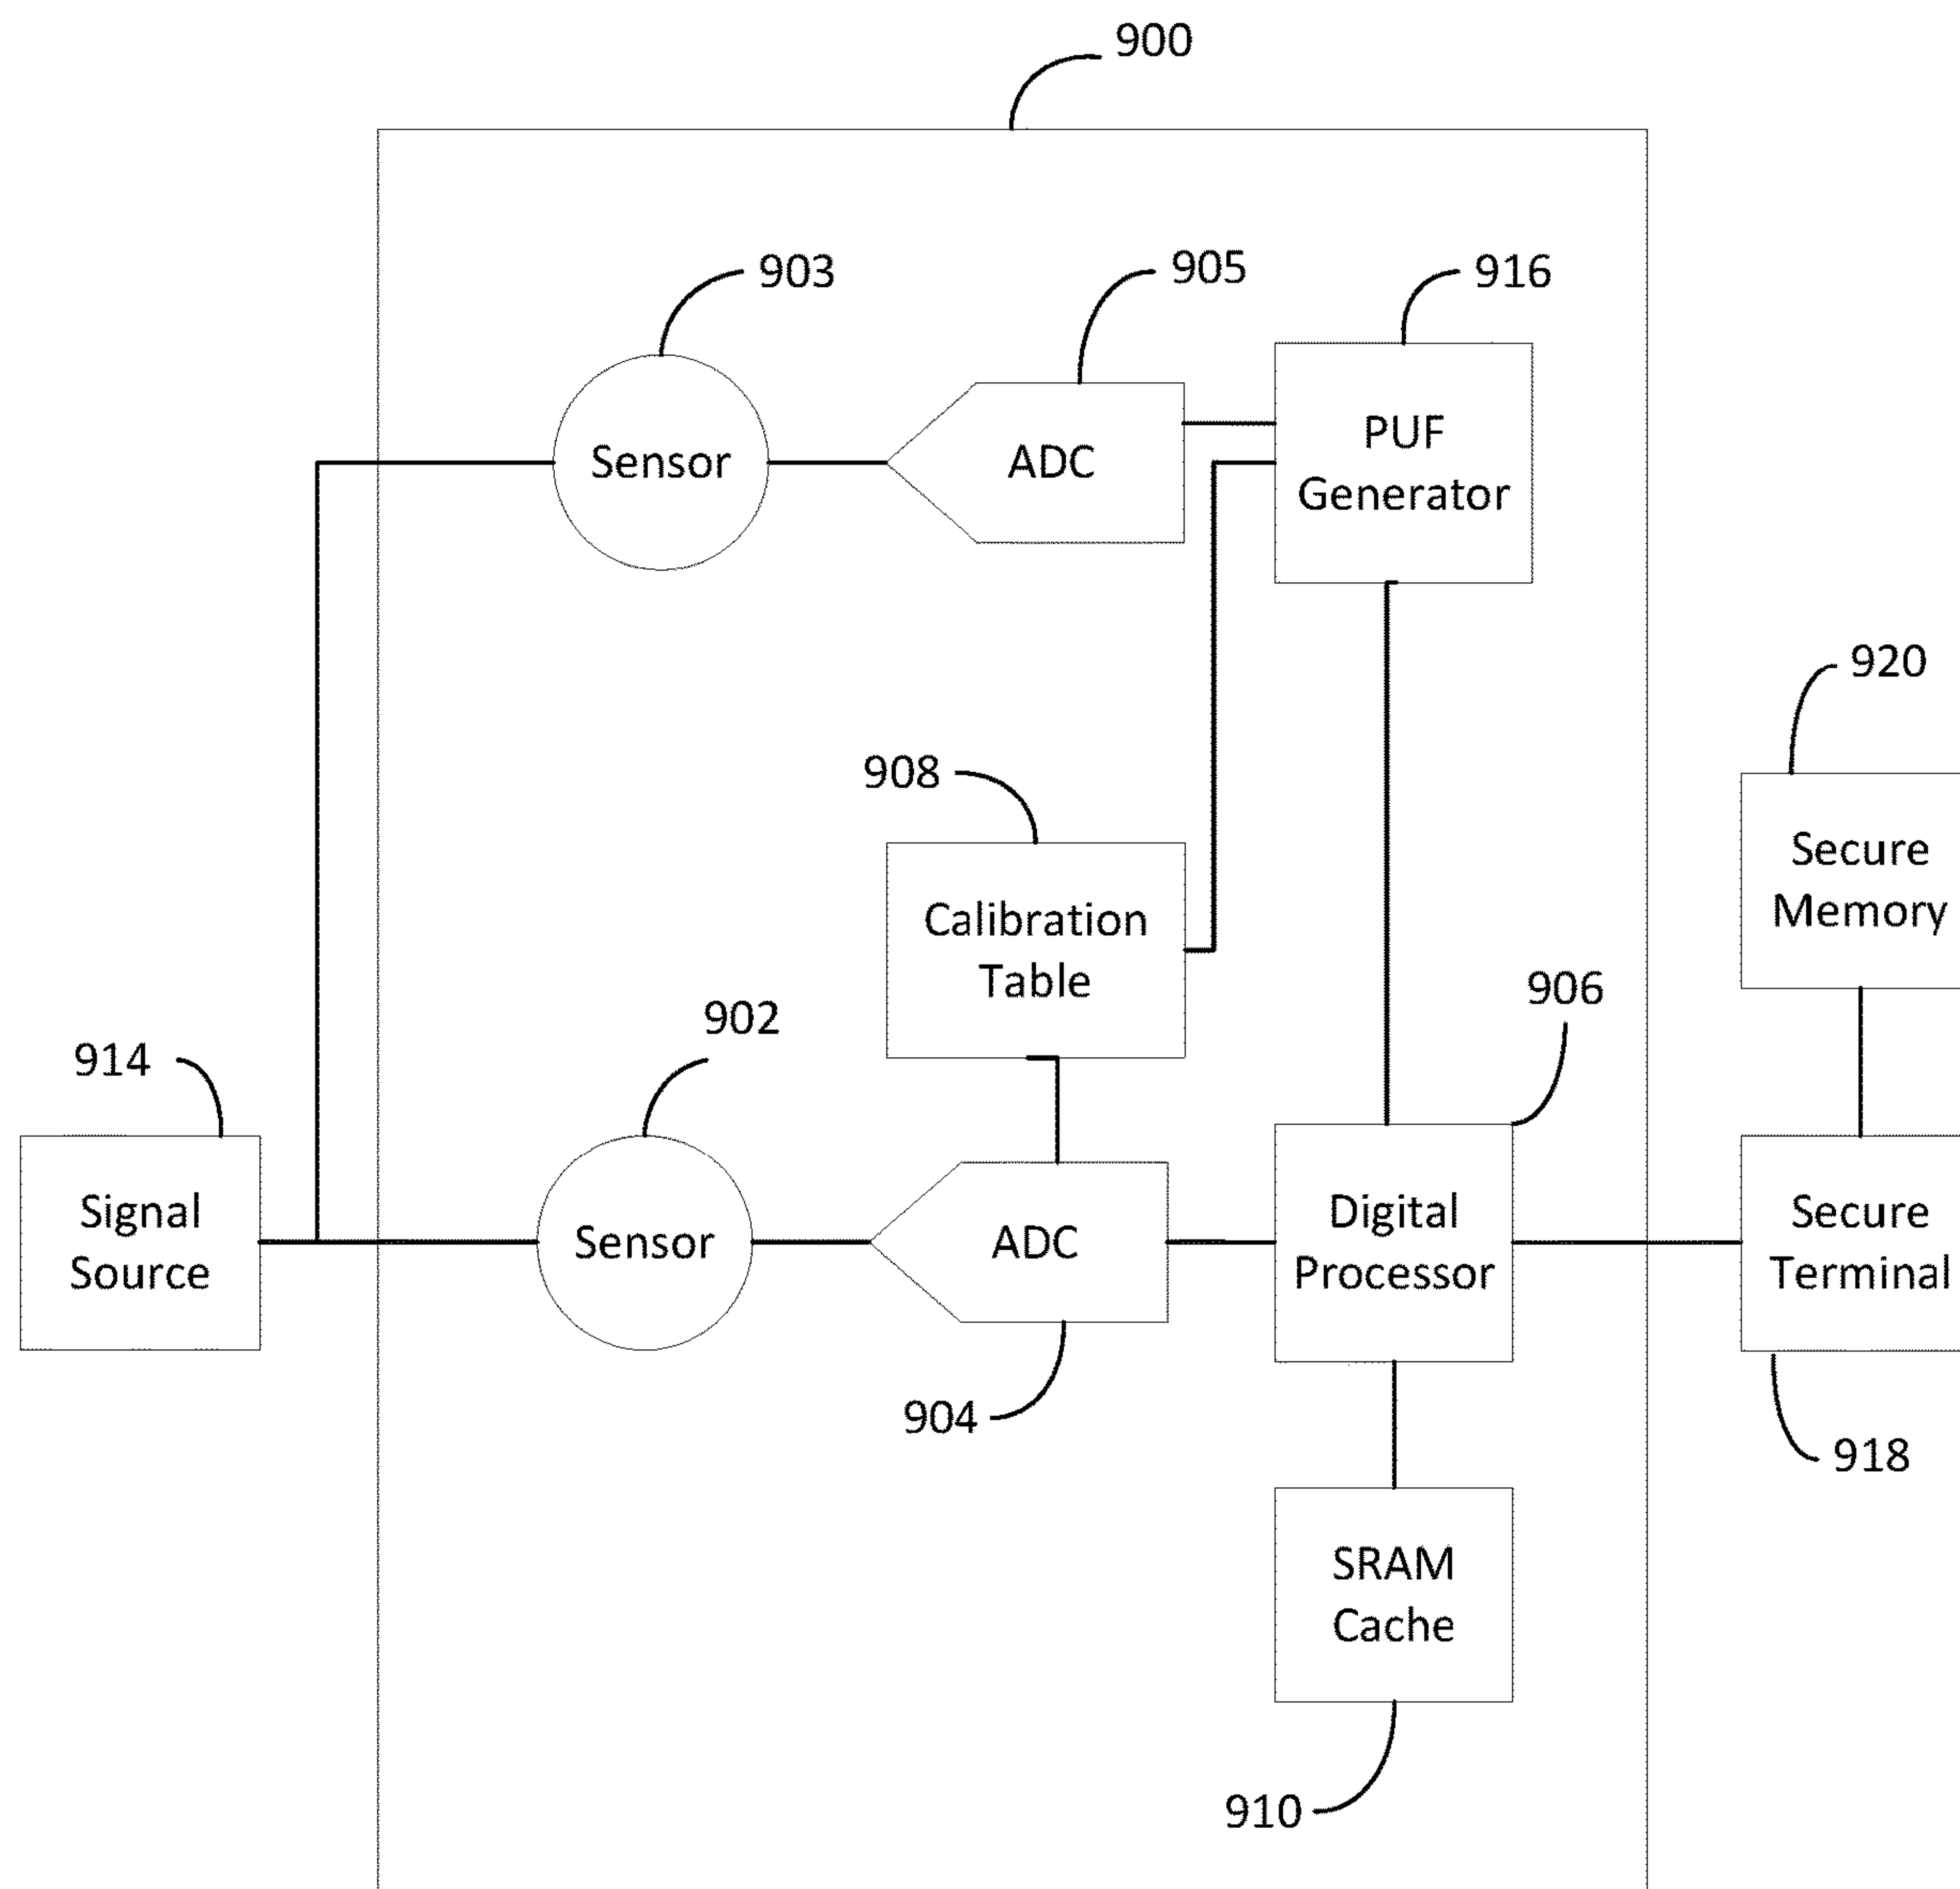 900
903
905
916
Sensor
ADC
PUF
Generator
920
908
Secure
Memory
Calibration
Table
906
902
914
Signal
Source
Sensor
ADC
Digital
Processor
Secure
Terminal
904
918
SRAM
Cache
910